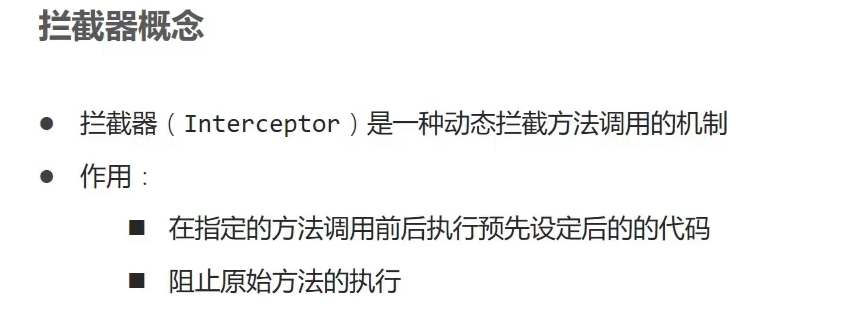 拦截器概念
● 拦截器（Interceptor）是一种动态拦截方法调用的机制
● 作用：
■ 在指定的方法调用前后执行预先设定后的的代码
■ 阻止原始方法的执行